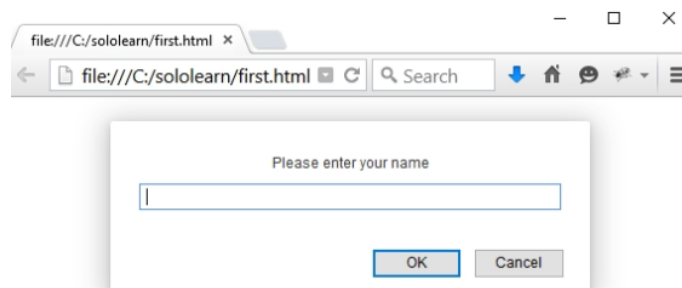 file:///C:/sololearn/first.html
file:///C:/sololearn/first.html Search
Please enter your name
OK Cancel